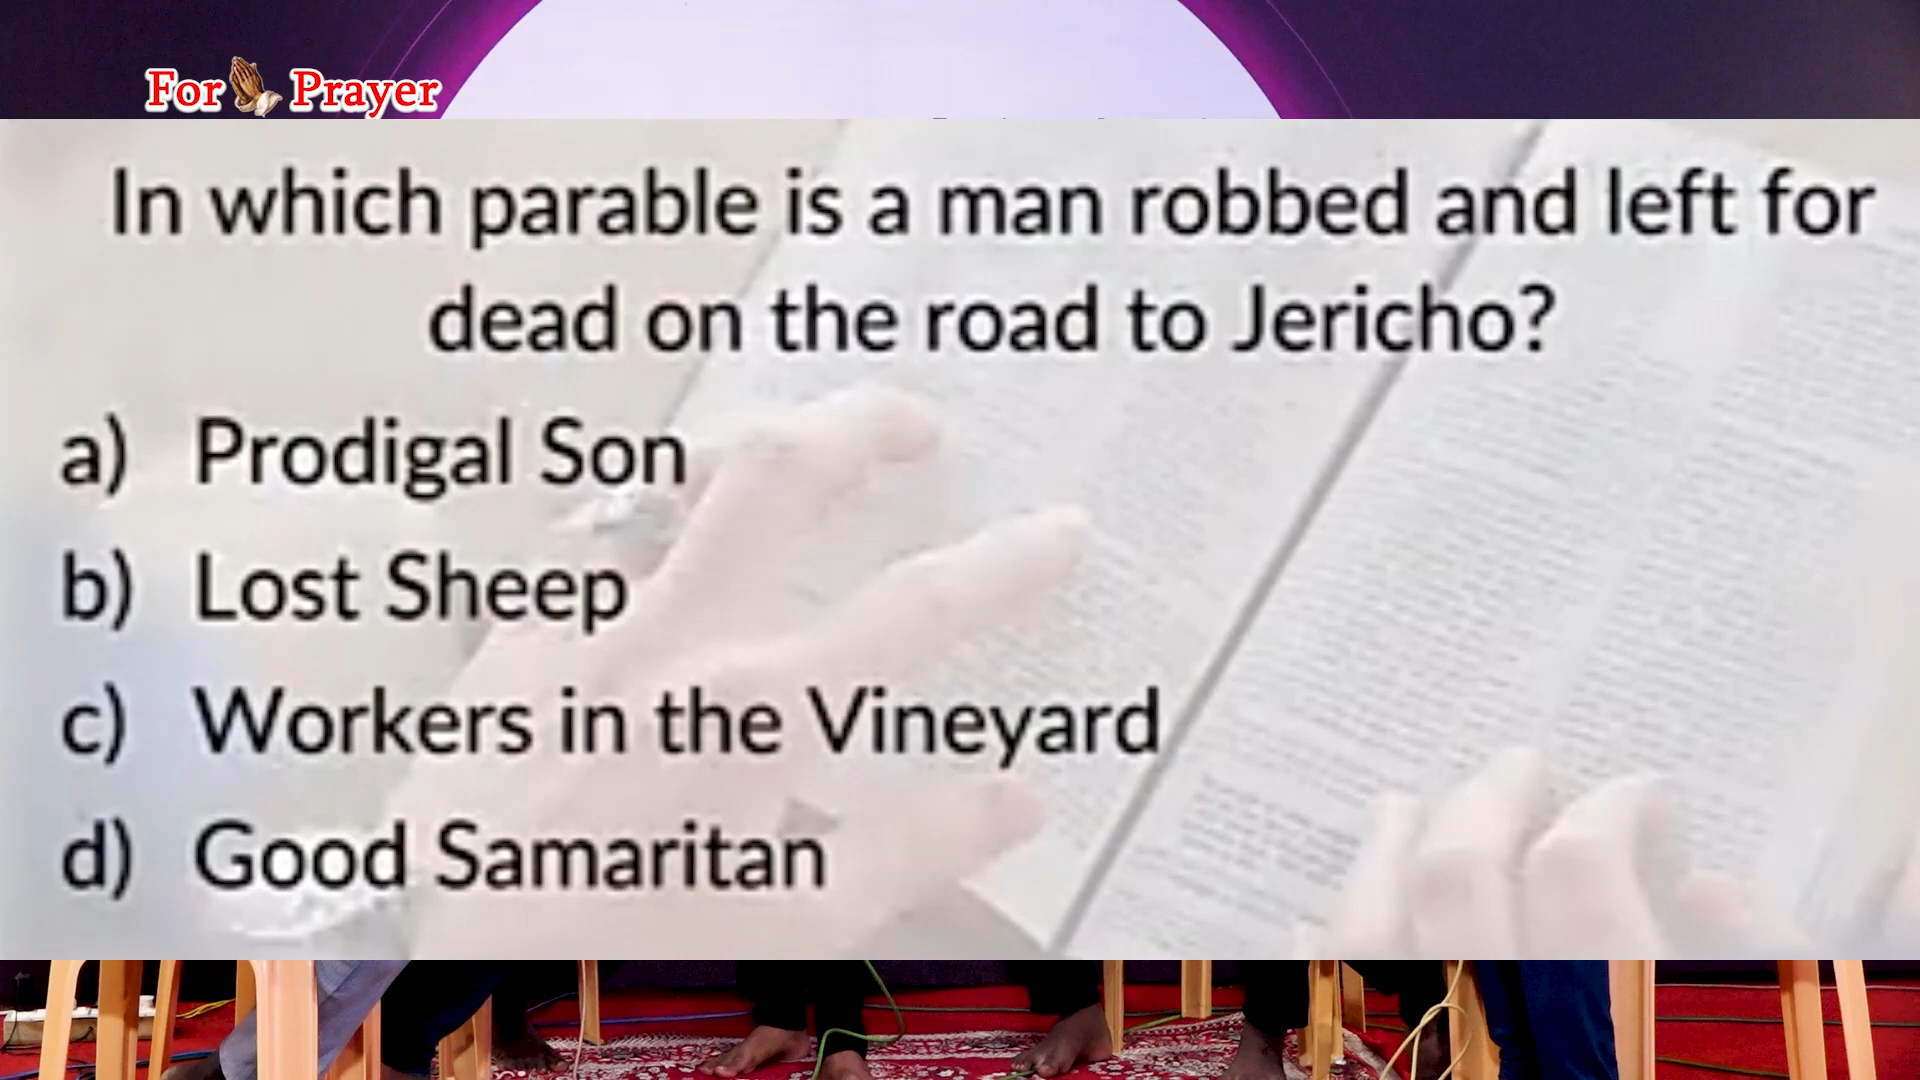 For Prayer
In which parable is a man robbed and left for
dead on the road to Jericho?
a) Prodigal Son
b) Lost Sheep
c) Workers in the Vineyard
d) Good Samaritan